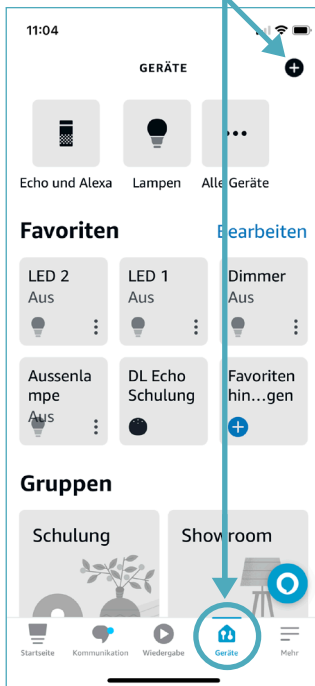 11:04
GERÄTE
Echo und Alexa Lampen Alle Geräte
Favoriten Bearbeiten
LED 2 LED 1 Dimmer
Aus Aus Aus
Aussenla DL Echo Favoriten
mpe Schulung hin...gen
Aus
Gruppen
Schulung Showroom
Startseite Kommunikation Wiedergabe Geräte Mehr